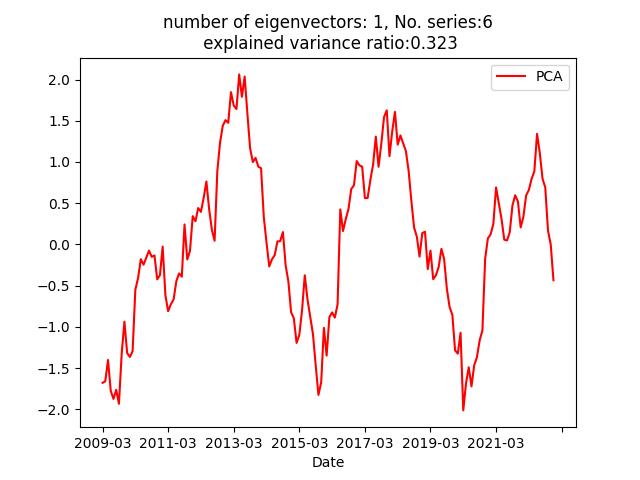 number of eigenvectors: 1, No. series:6
explained variance ratio:0.323
PCA
2.0
1.5
1.0
0.5
0.0
−0.5
−1.0
−1.5
−2.0
2009-03 2011-03 2013-03 2015-03 2017-03 2019-03 2021-03
Date